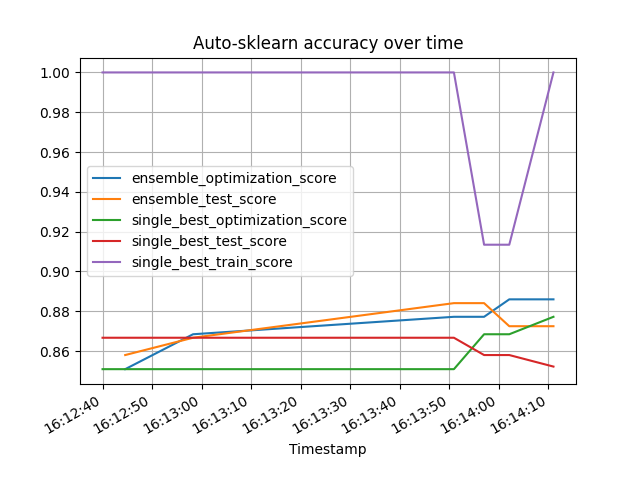 Auto-sklearn accuracy over time
1.00
0.98
0.96
0.94
0.92
0.90
0.88
0.86
ensemble_optimization_score
ensemble_test_score
single_best_optimization_score
single_best_test_score
single_best_train_score
16:12:40
16:12:50
16:13:00
16:13:10
16:13:20
16:13:30
16:13:40
16:13:50
16:14:00
16:14:10
Timestamp